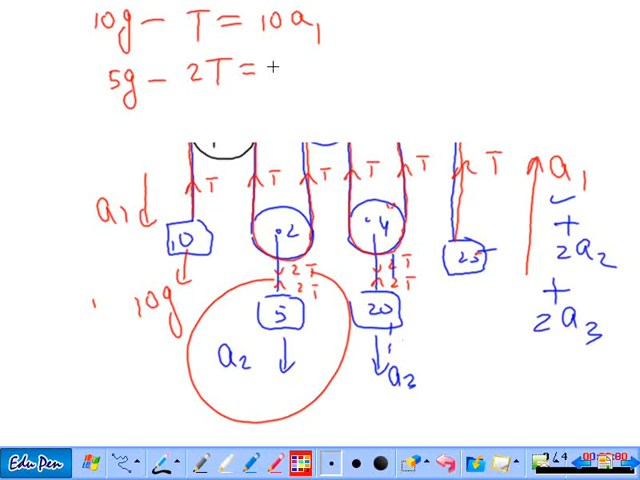 10g - T = 10a₁
5g - 2T = +
T T T T T T a₁
a₁
10 2 4 25
+ 2a₂
2T 2T
2T 2T
10g 5 20 + 2a₃
a₂ a₃
Edu Pen